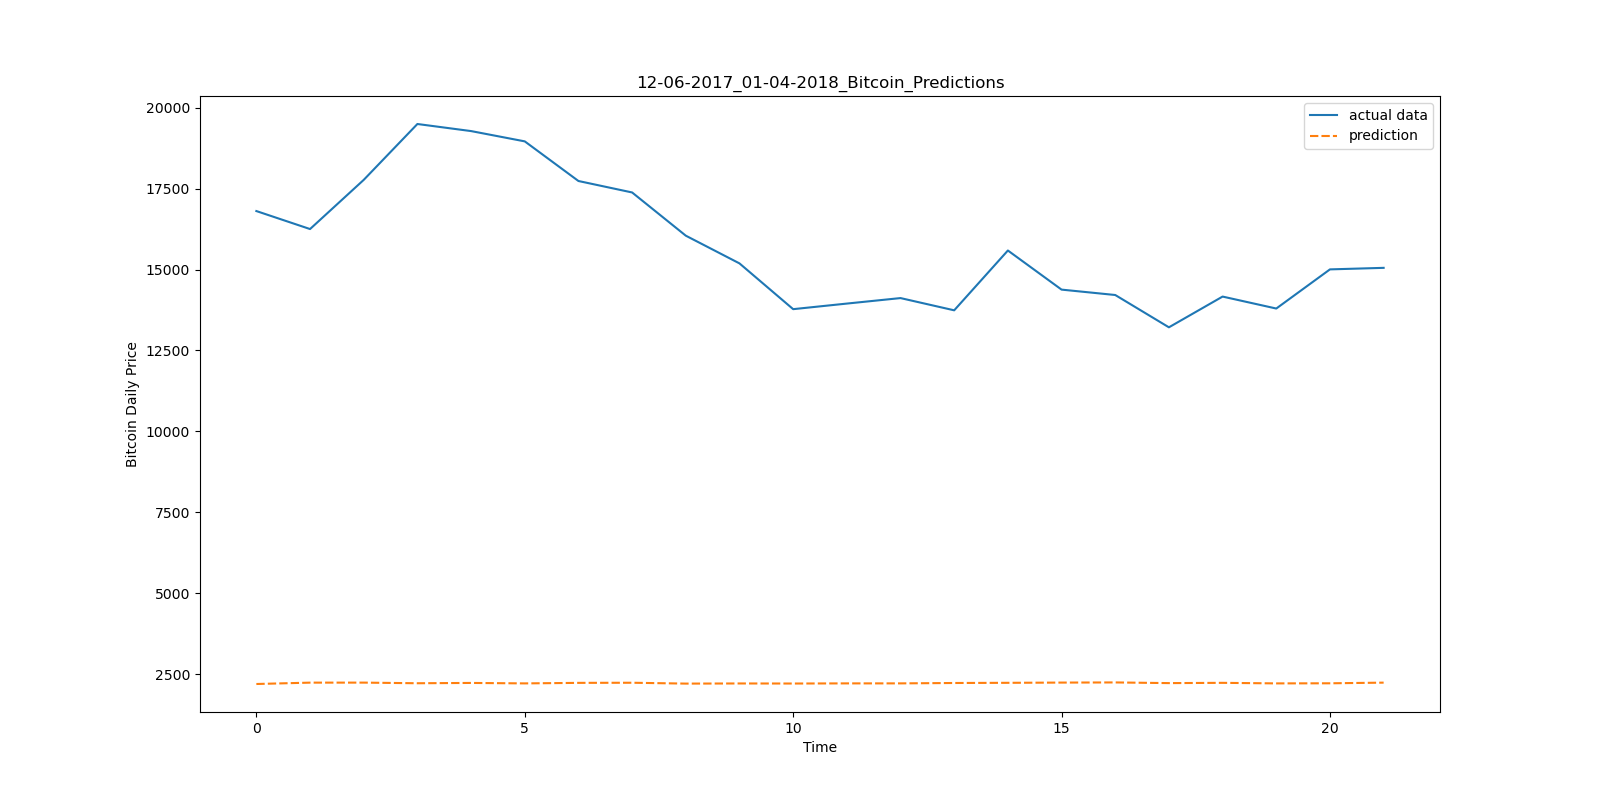 12-06-2017_01-04-2018_Bitcoin_Predictions
actual data
prediction
Bitcoin Daily Price
20000
17500
15000
12500
10000
7500
5000
2500
0
5
10
15
20
Time